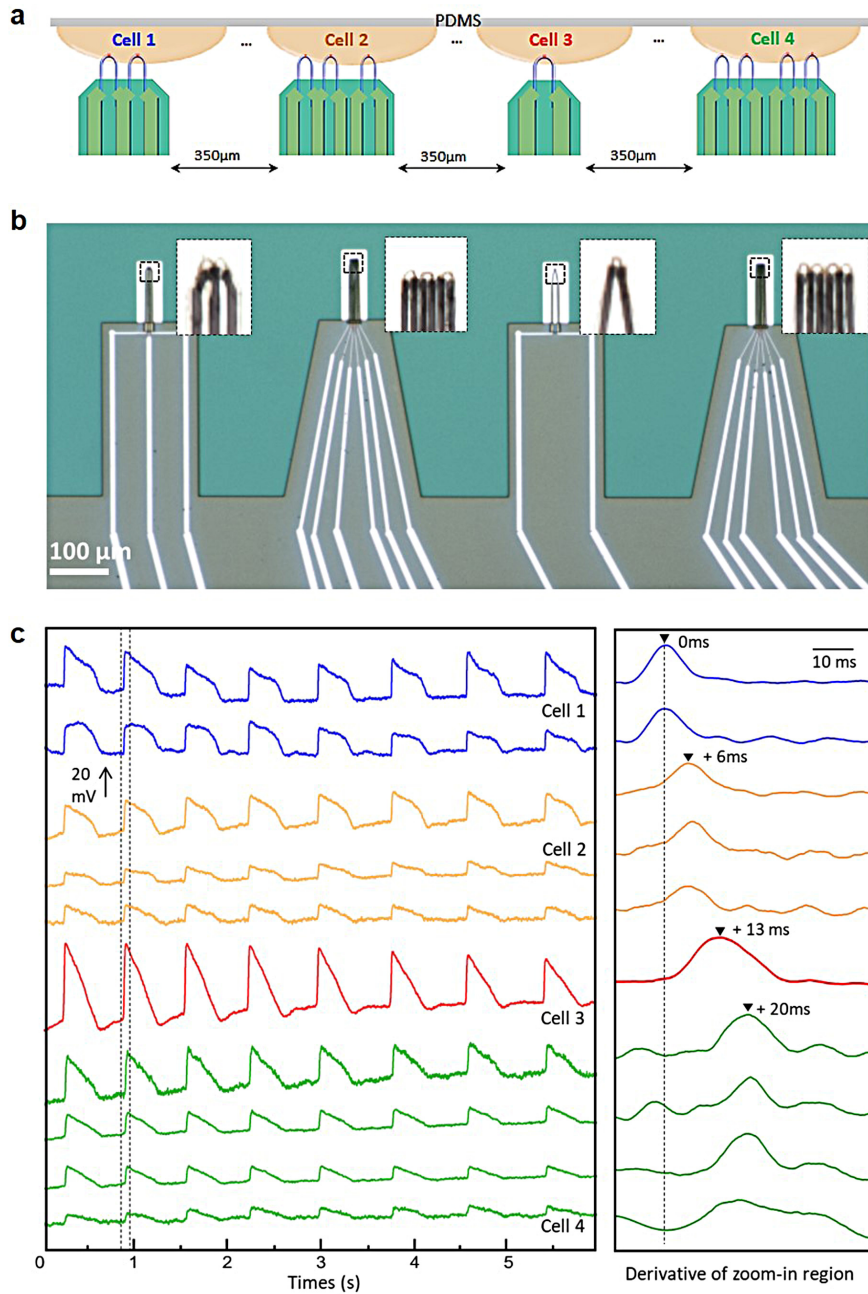 a
PDMS
Cell 1 ... Cell 2 ... Cell 3 ... Cell 4
350µm 350µm 350µm
b
100 µm
c
0ms
10 ms
Cell 1
20
mV
+ 6ms
Cell 2
+ 13 ms
Cell 3
+ 20ms
Cell 4
0 1 2 3 4 5
Times (s)
Derivative of zoom-in region